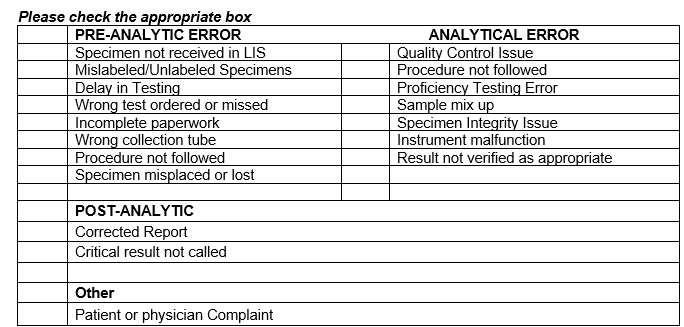 Please check the appropriate box
PRE-ANALYTIC ERROR ANALYTICAL ERROR
Specimen not received in LIS Quality Control Issue
Mislabeled/Unlabeled Specimens Procedure not followed
Delay in Testing Proficiency Testing Error
Wrong test ordered or missed Sample mix up
Incomplete paperwork Specimen Integrity Issue
Wrong collection tube Instrument malfunction
Procedure not followed Result not verified as appropriate
Specimen misplaced or lost
POST-ANALYTIC
Corrected Report
Critical result not called
Other
Patient or physician Complaint